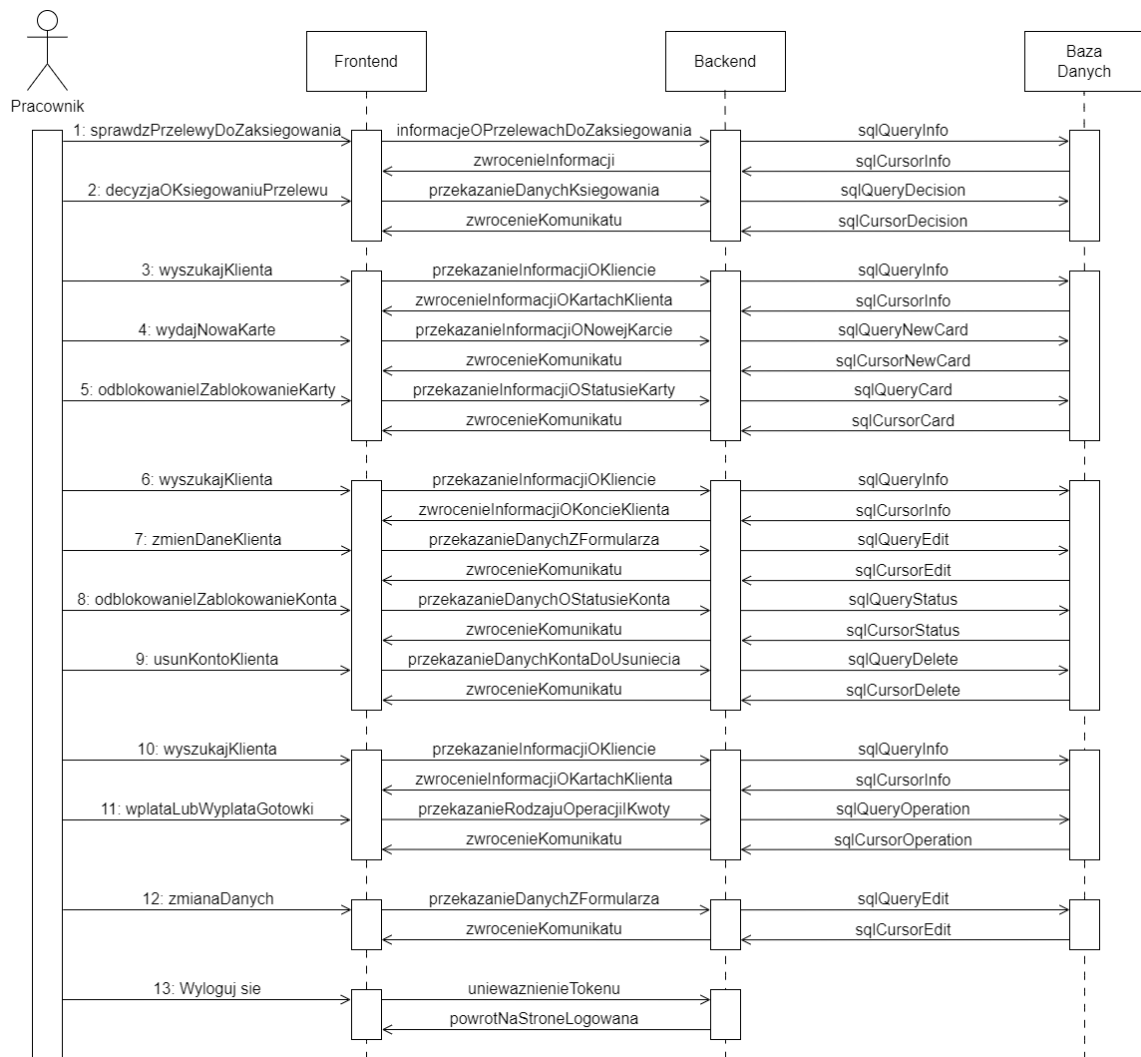 Pracownik
Frontend
Backend
Baza
Danych
1: sprawdzPrzelewyDoZaksiegowania
informacjeOPrzelewachDoZaksiegowania
sqlQueryInfo
zwrocenieInformacji
sqlCursorInfo
2: decyzjaOKsiegowaniuPrzelewu
przekazanieDanychKsiegowania
sqlQueryDecision
zwrocenieKomunikatu
sqlCursorDecision
3: wyszukajKlienta
przekazanieInformacjiOKliencie
sqlQueryInfo
zwrocenieInformacjiOKartachKlienta
sqlCursorInfo
4: wydajNowaKarte
przekazanieInformacjiONowejKarcie
sqlQueryNewCard
zwrocenieKomunikatu
sqlCursorNewCard
5: odblokowanieIZablokowanieKarty
przekazanieInformacjiOStatusieKarty
sqlQueryCard
zwrocenieKomunikatu
sqlCursorCard
6: wyszukajKlienta
przekazanieInformacjiOKliencie
sqlQueryInfo
zwrocenieInformacjiOKoncieKlienta
sqlCursorInfo
7: zmienDaneKlienta
przekazanieDanychZFormularza
sqlQueryEdit
zwrocenieKomunikatu
sqlCursorEdit
8: odblokowanieIZablokowanieKonta
przekazanieDanychOStatusieKonta
sqlQueryStatus
zwrocenieKomunikatu
sqlCursorStatus
9: usunKontoKlienta
przekazanieDanychKontaDoUsuniecia
sqlQueryDelete
zwrocenieKomunikatu
sqlCursorDelete
10: wyszukajKlienta
przekazanieInformacjiOKliencie
sqlQueryInfo
zwrocenieInformacjiOKartachKlienta
sqlCursorInfo
11: wplataLubWyplataGotowki
przekazanieRodzajuOperacjiIKwoty
sqlQueryOperation
zwrocenieKomunikatu
sqlCursorOperation
12: zmianaDanych
przekazanieDanychZFormularza
sqlQueryEdit
zwrocenieKomunikatu
sqlCursorEdit
13: Wyloguj sie
uniewaznienieTokenu
powrotNaStroneLogowana